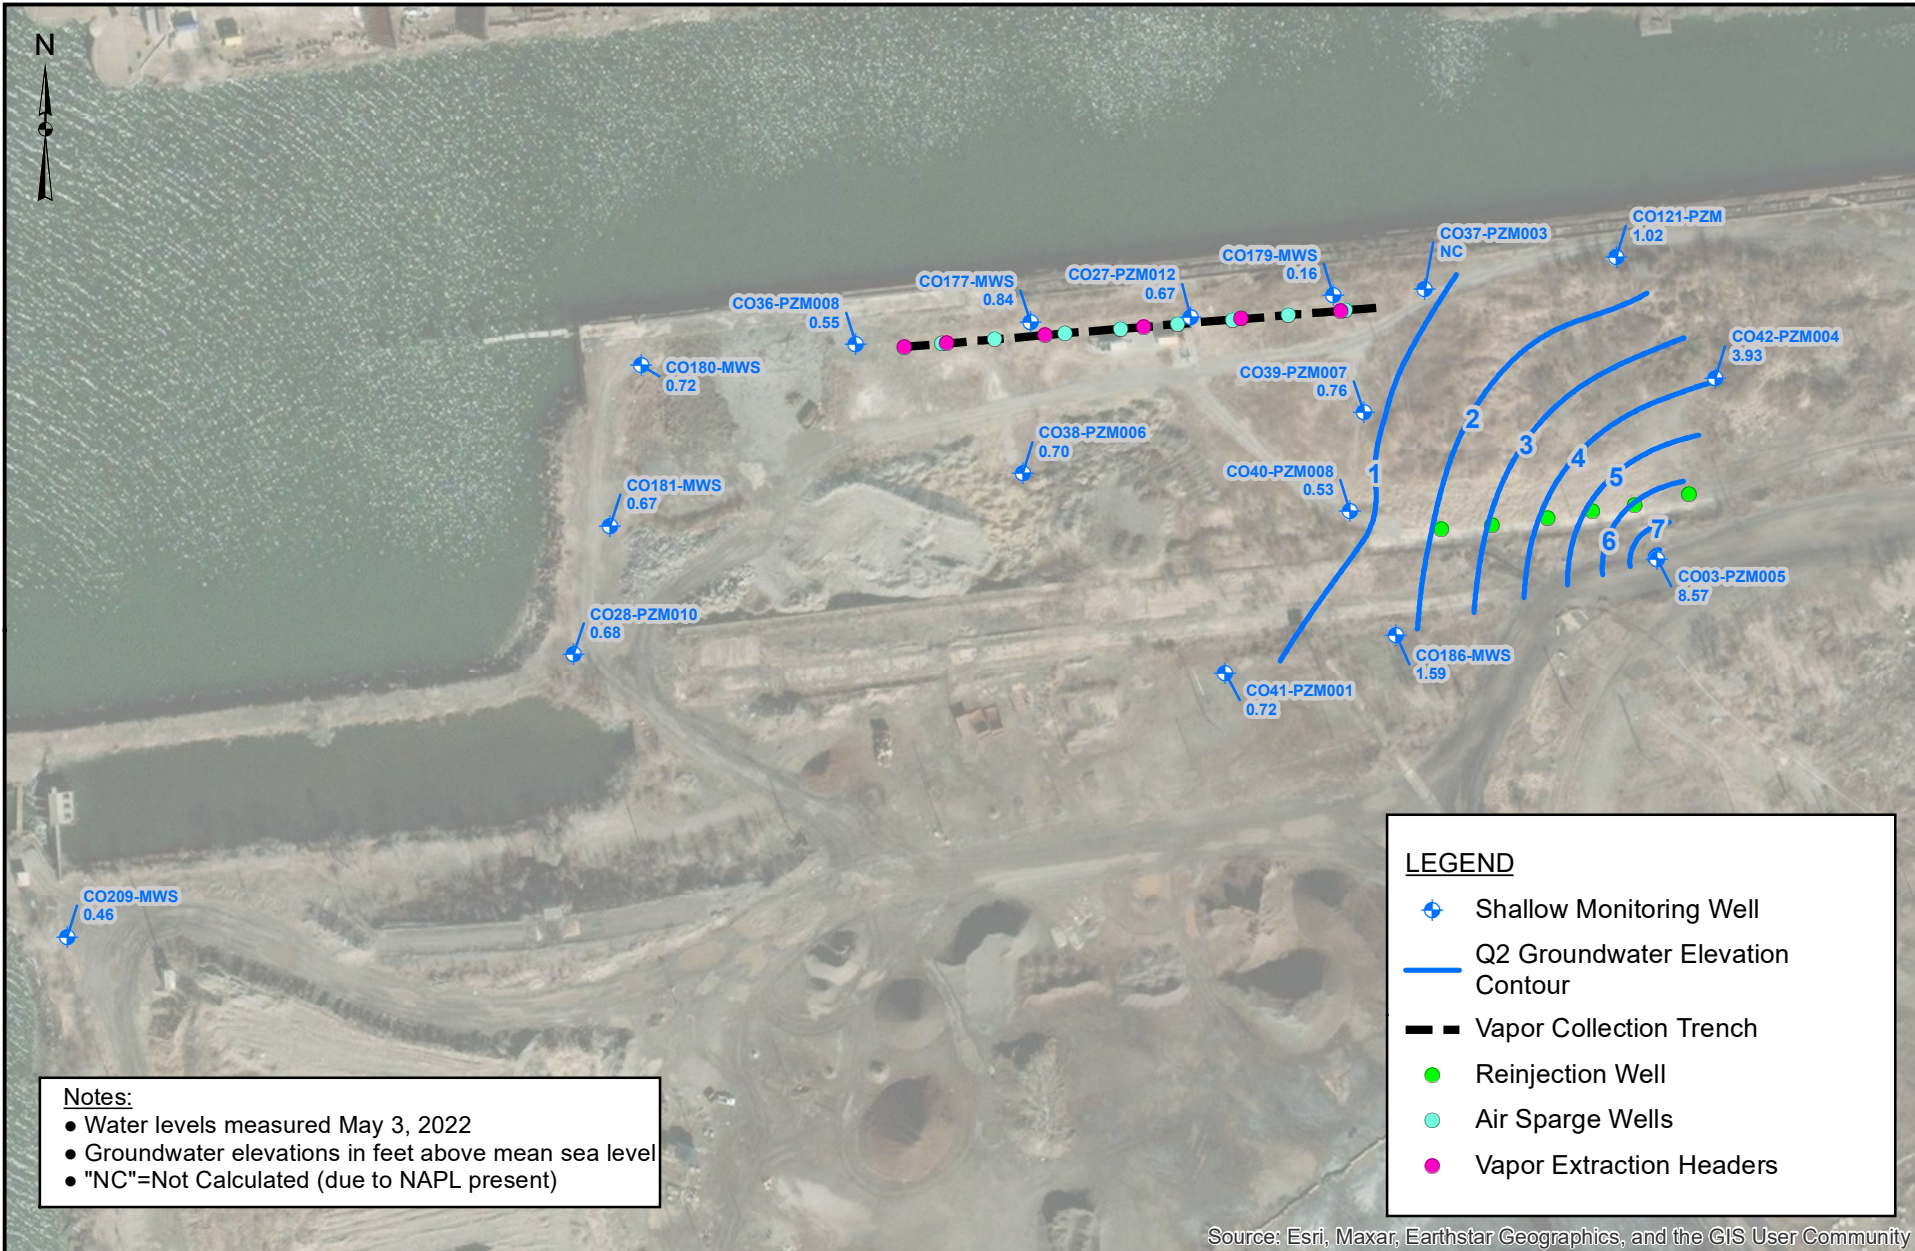 N
CO121-PZM
1.02
CO37-PZM003
NC
CO179-MWS
0.16
CO27-PZM012
0.67
CO177-MWS
0.84
CO36-PZM008
0.55
CO42-PZM004
3.93
CO180-MWS
0.72
CO39-PZM007
0.76
2
3
CO38-PZM006
0.70
4
CO40-PZM008
0.53
1
5
CO181-MWS
0.67
6
7
CO03-PZM005
8.57
CO28-PZM010
0.68
CO186-MWS
1.59
CO41-PZM001
0.72
CO209-MWS
0.46
LEGEND
Shallow Monitoring Well
Q2 Groundwater Elevation
Contour
Vapor Collection Trench
Reinjection Well
Air Sparge Wells
Vapor Extraction Headers
Notes:
● Water levels measured May 3, 2022
● Groundwater elevations in feet above mean sea level
● "NC"=Not Calculated (due to NAPL present)
Source: Esri, Maxar, Earthstar Geographics, and the GIS User Community